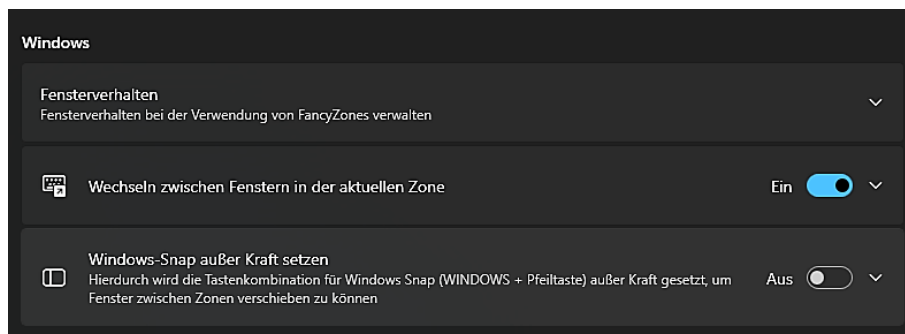 Windows
Fensterverhalten
Fensterverhalten bei der Verwendung von FancyZones verwalten
Wechseln zwischen Fenstern in der aktuellen Zone
Ein
Windows-Snap außer Kraft setzen
Hierdurch wird die Tastenkombination für Windows Snap (WINDOWS + Pfeiltaste) außer Kraft gesetzt, um
Fenster zwischen Zonen verschieben zu können
Aus